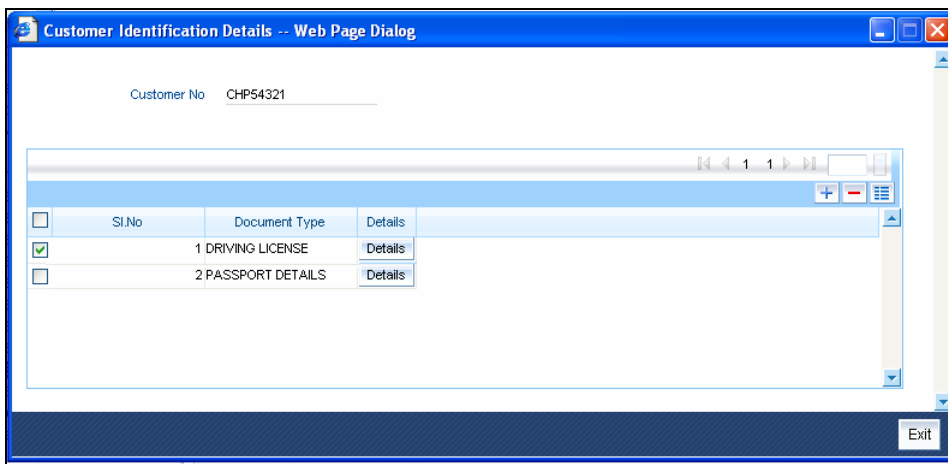 Customer Identification Details -- Web Page Dialog
Customer No CHP54321
1 1
Sl.No Document Type Details
1 DRIVING LICENSE Details
2 PASSPORT DETAILS Details
Exit